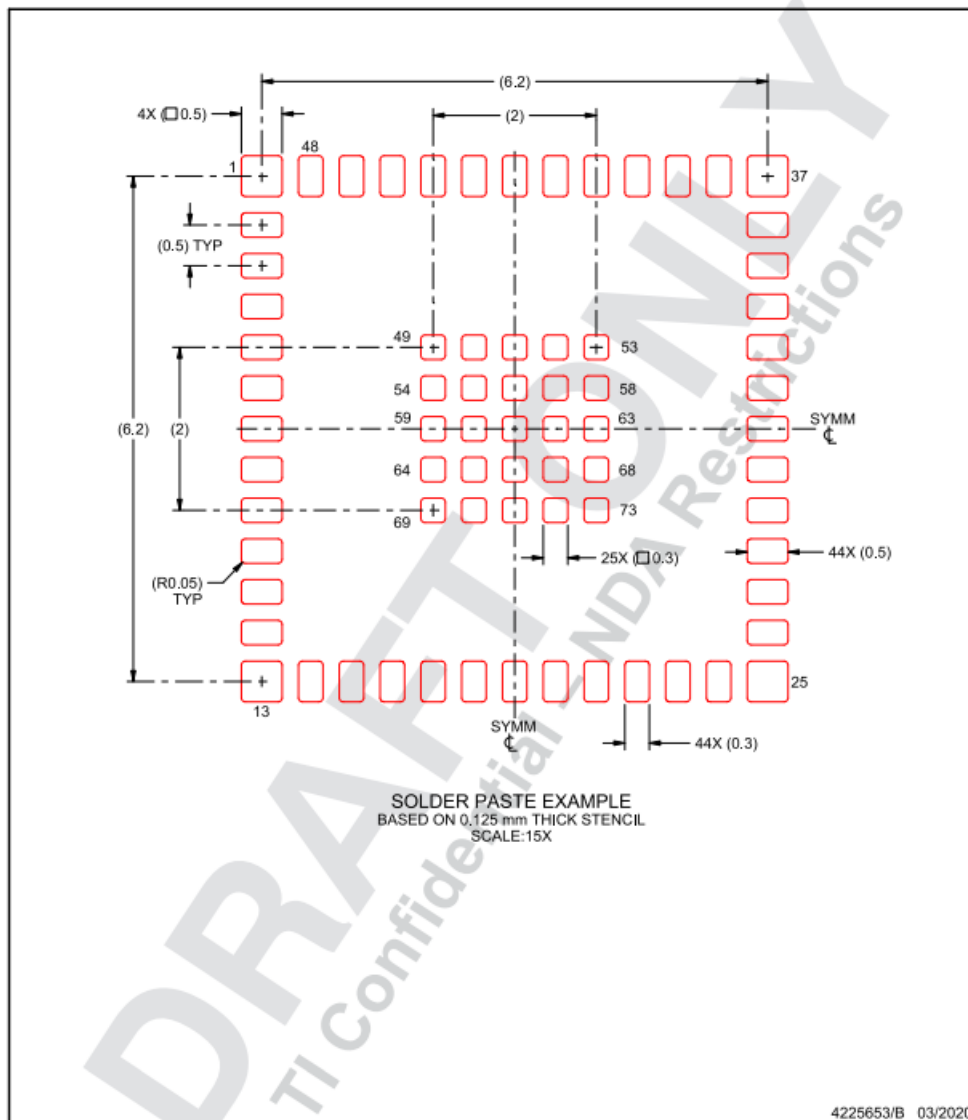 (6.2)
4X (□0.5)
(2)
48
1
37
(0.5) TYP
49
53
54
58
59
63
SYMM
℄
(6.2)
(2)
64
68
69
73
25X (□0.3)
44X (0.5)
(R0.05)
TYP
25
13
SYMM
℄
44X (0.3)
SOLDER PASTE EXAMPLE
BASED ON 0.125 mm THICK STENCIL
SCALE:15X
DRAFT ONLY
TI Confidential – NDA Restrictions
4225653/B 03/2020